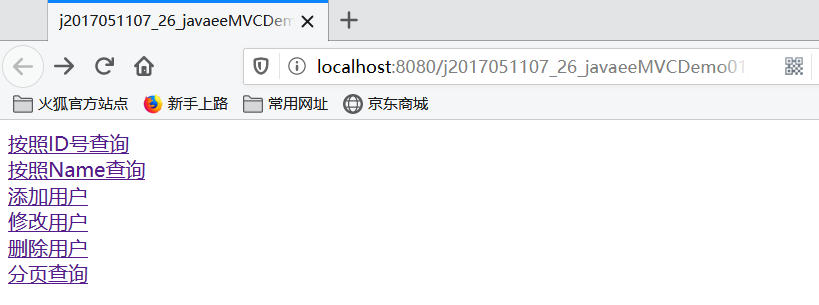 j2017051107_26_javaeeMVCDem
localhost:8080/j2017051107_26_javaeeMVCDemo01
火狐官方站点 新手上路 常用网址 京东商城
按照ID号查询
按照Name查询
添加用户
修改用户
删除用户
分页查询